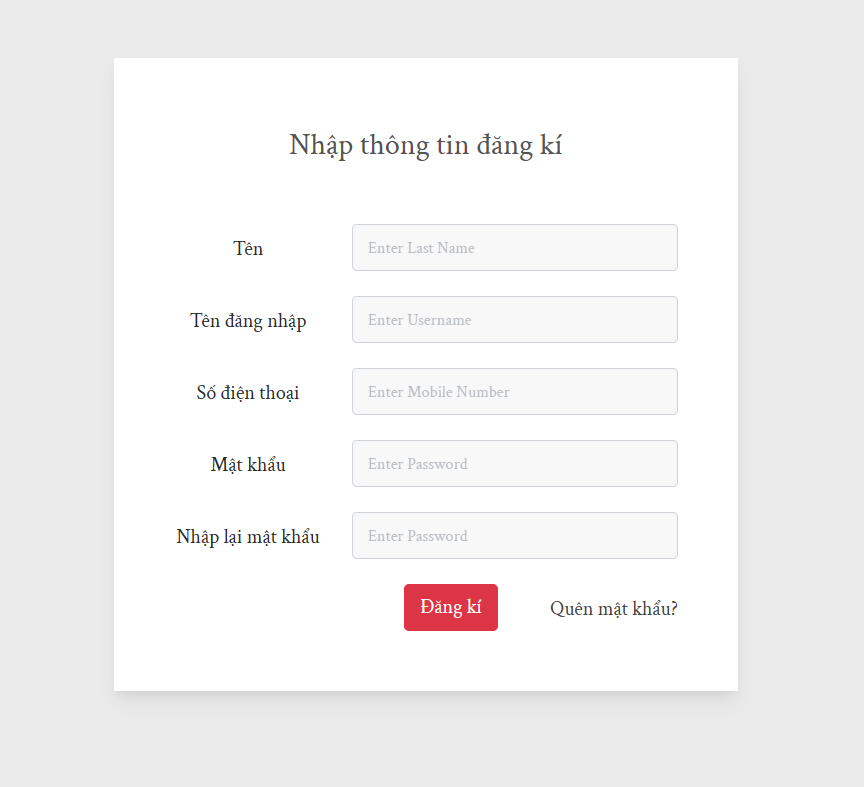 Nhập thông tin đăng kí
Tên
Enter Last Name
Tên đăng nhập
Enter Username
Số điện thoại
Enter Mobile Number
Mật khẩu
Enter Password
Nhập lại mật khẩu
Enter Password
Đăng kí
Quên mật khẩu?